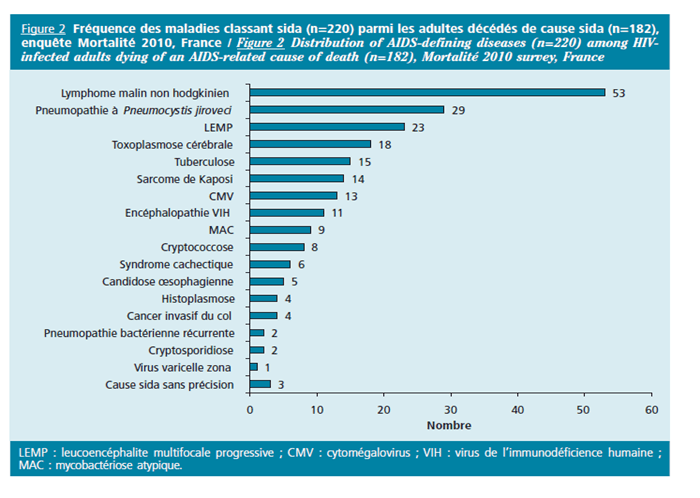 Figure 2 Fréquence des maladies classant sida (n=220) parmi les adultes décédés de cause sida (n=182),
enquête Mortalité 2010, France / Figure 2 Distribution of AIDS-defining diseases (n=220) among HIV-
infected adults dying of an AIDS-related cause of death (n=182), Mortalité 2010 survey, France
Lymphome malin non hodgkinien 53
Pneumopathie à Pneumocystis jiroveci 29
LEMP 23
Toxoplasmose cérébrale 18
Tuberculose 15
Sarcome de Kaposi 14
CMV 13
Encéphalopathie VIH 11
MAC 9
Cryptococcose 8
Syndrome cachectique 6
Candidose œsophagienne 5
Histoplasmose 4
Cancer invasif du col 4
Pneumopathie bactérienne récurrente 2
Cryptosporidiose 2
Virus varicelle zona 1
Cause sida sans précision 3
0 10 20 30 40 50 60
Nombre
LEMP : leucoencéphalite multifocale progressive ; CMV : cytomégalovirus ; VIH : virus de l'immunodéficience humaine ;
MAC : mycobactériose atypique.